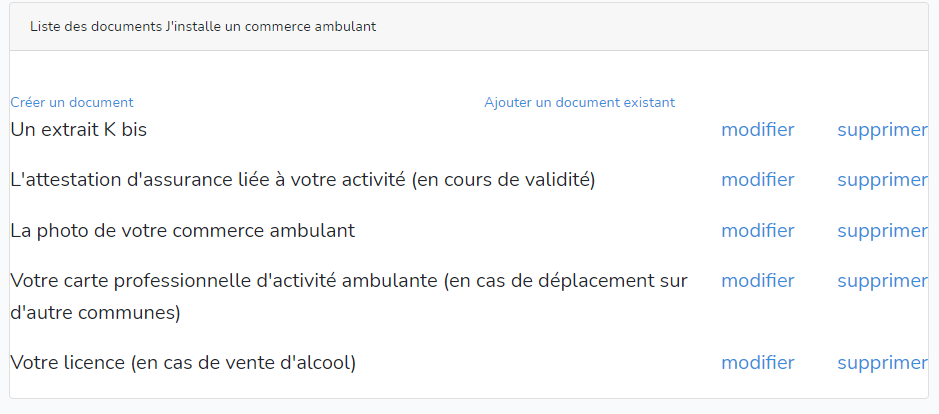 Liste des documents J'installe un commerce ambulant
Créer un document Ajouter un document existant
Un extrait K bis modifier supprimer
L'attestation d'assurance liée à votre activité (en cours de validité) modifier supprimer
La photo de votre commerce ambulant modifier supprimer
Votre carte professionnelle d'activité ambulante (en cas de déplacement sur modifier supprimer
d'autre communes)
Votre licence (en cas de vente d'alcool) modifier supprimer